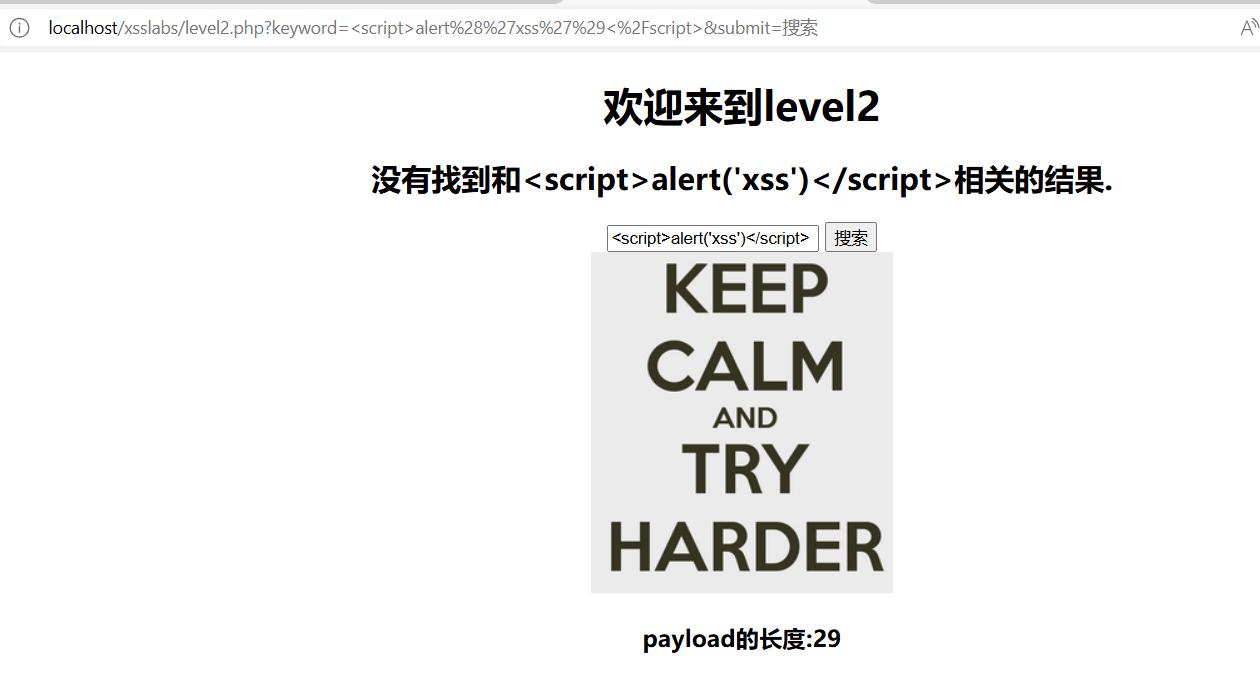 localhost/xsslabs/level2.php?keyword=<script>alert%28%27xss%27%29<%2Fscript>&submit=搜索
欢迎来到level2
没有找到和<script>alert('xss')</script>相关的结果.
<script>alert('xss')</script> 搜索
KEEP
CALM
AND
TRY
HARDER
payload的长度:29